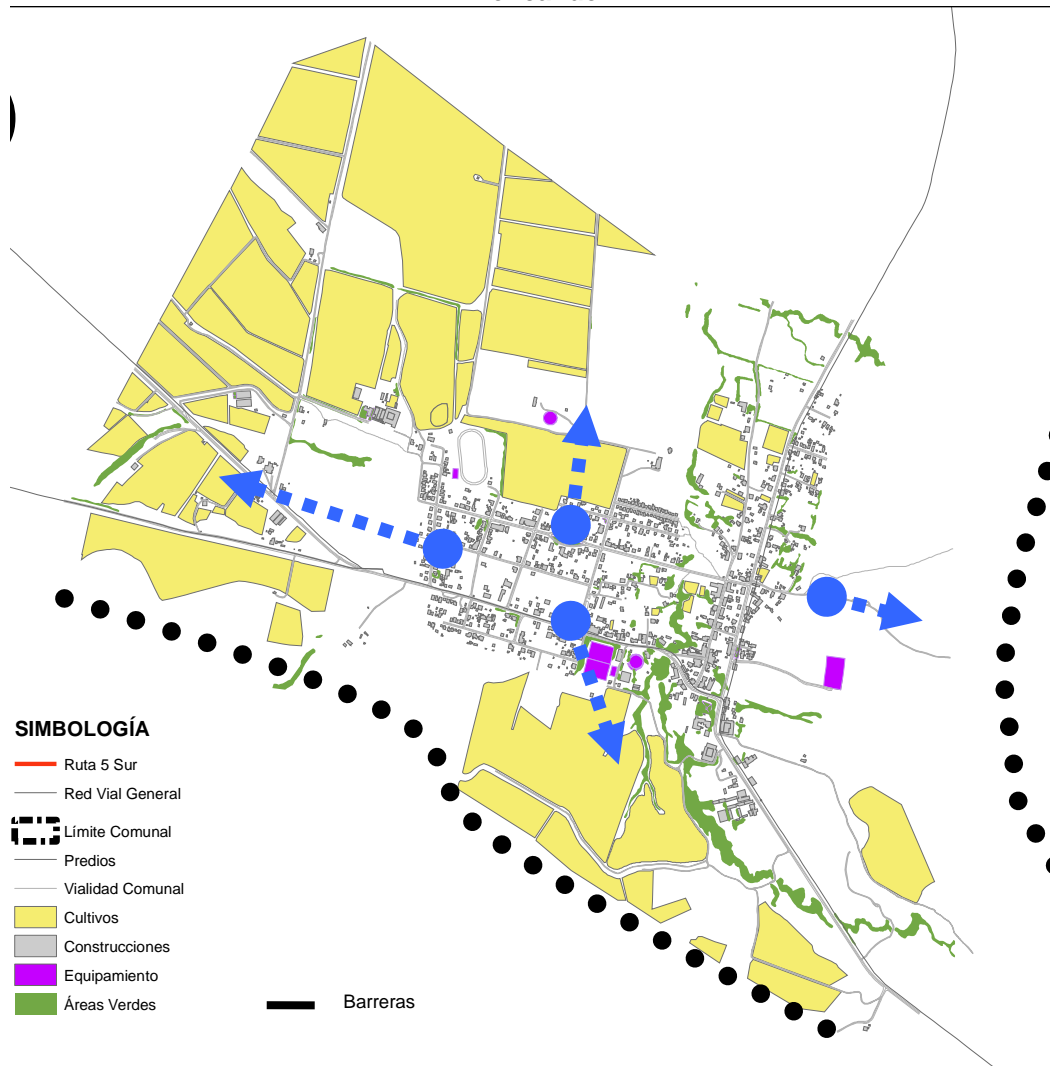 SIMBOLOGÍA
Ruta 5 Sur
Red Vial General
Límite Comunal
Predios
Vialidad Comunal
Cultivos
Construcciones
Equipamiento
Áreas Verdes
Barreras